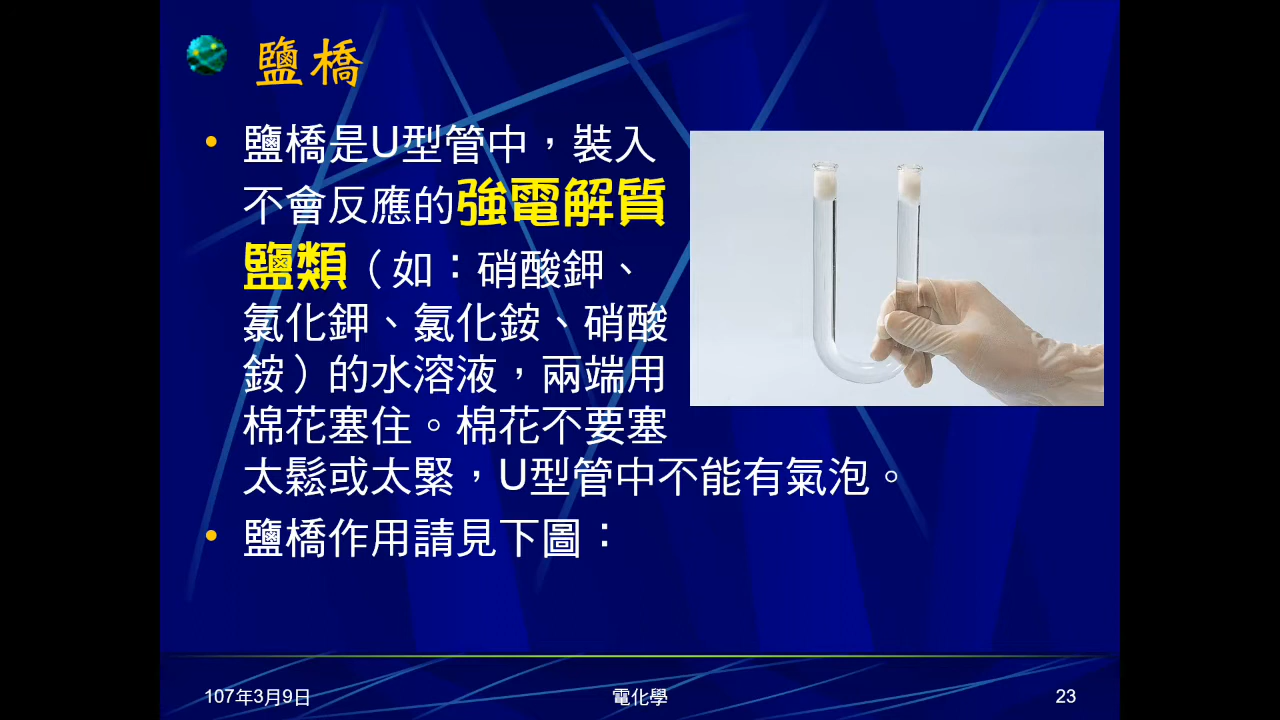 鹽橋
• 鹽橋是U型管中，裝入
不會反應的強電解質
鹽類（如：硝酸鉀、
氯化鉀、氯化銨、硝酸
銨）的水溶液，兩端用
棉花塞住。棉花不要塞
太鬆或太緊，U型管中不能有氣泡。
• 鹽橋作用請見下圖：
107年3月9日
電化學
23